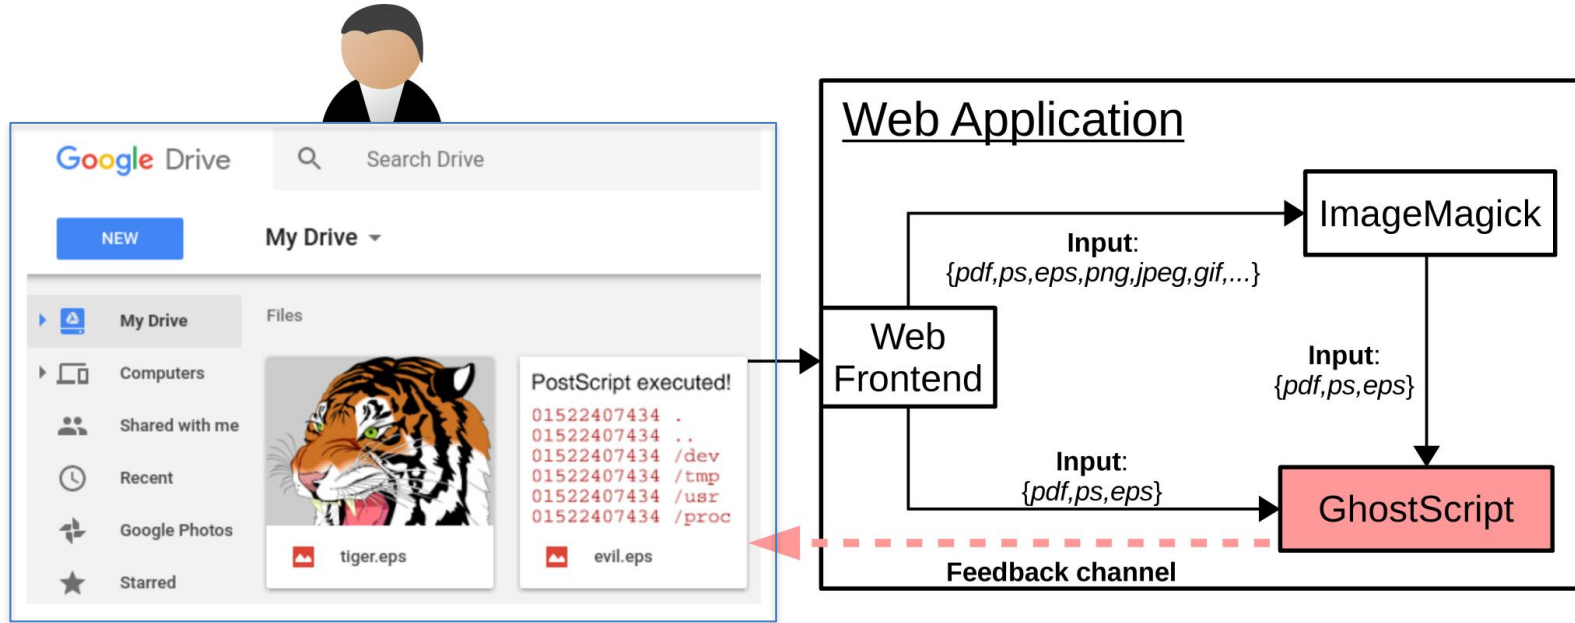 Google Drive
Search Drive
NEW
My Drive
My Drive
Computers
Shared with me
Recent
Google Photos
Starred
Files
tiger.eps
PostScript executed!
01522407434 .
01522407434 ..
01522407434 /dev
01522407434 /tmp
01522407434 /usr
01522407434 /proc
evil.eps
Web Application
Web
Frontend
Input:
{pdf,ps,eps,png,jpeg,gif,...}
ImageMagick
Input:
{pdf,ps,eps}
Input:
{pdf,ps,eps}
GhostScript
Feedback channel